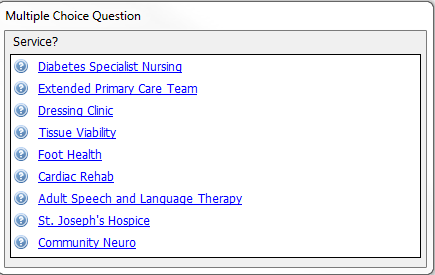 Multiple Choice Question
Service?
Diabetes Specialist Nursing
Extended Primary Care Team
Dressing Clinic
Tissue Viability
Foot Health
Cardiac Rehab
Adult Speech and Language Therapy
St. Joseph's Hospice
Community Neuro